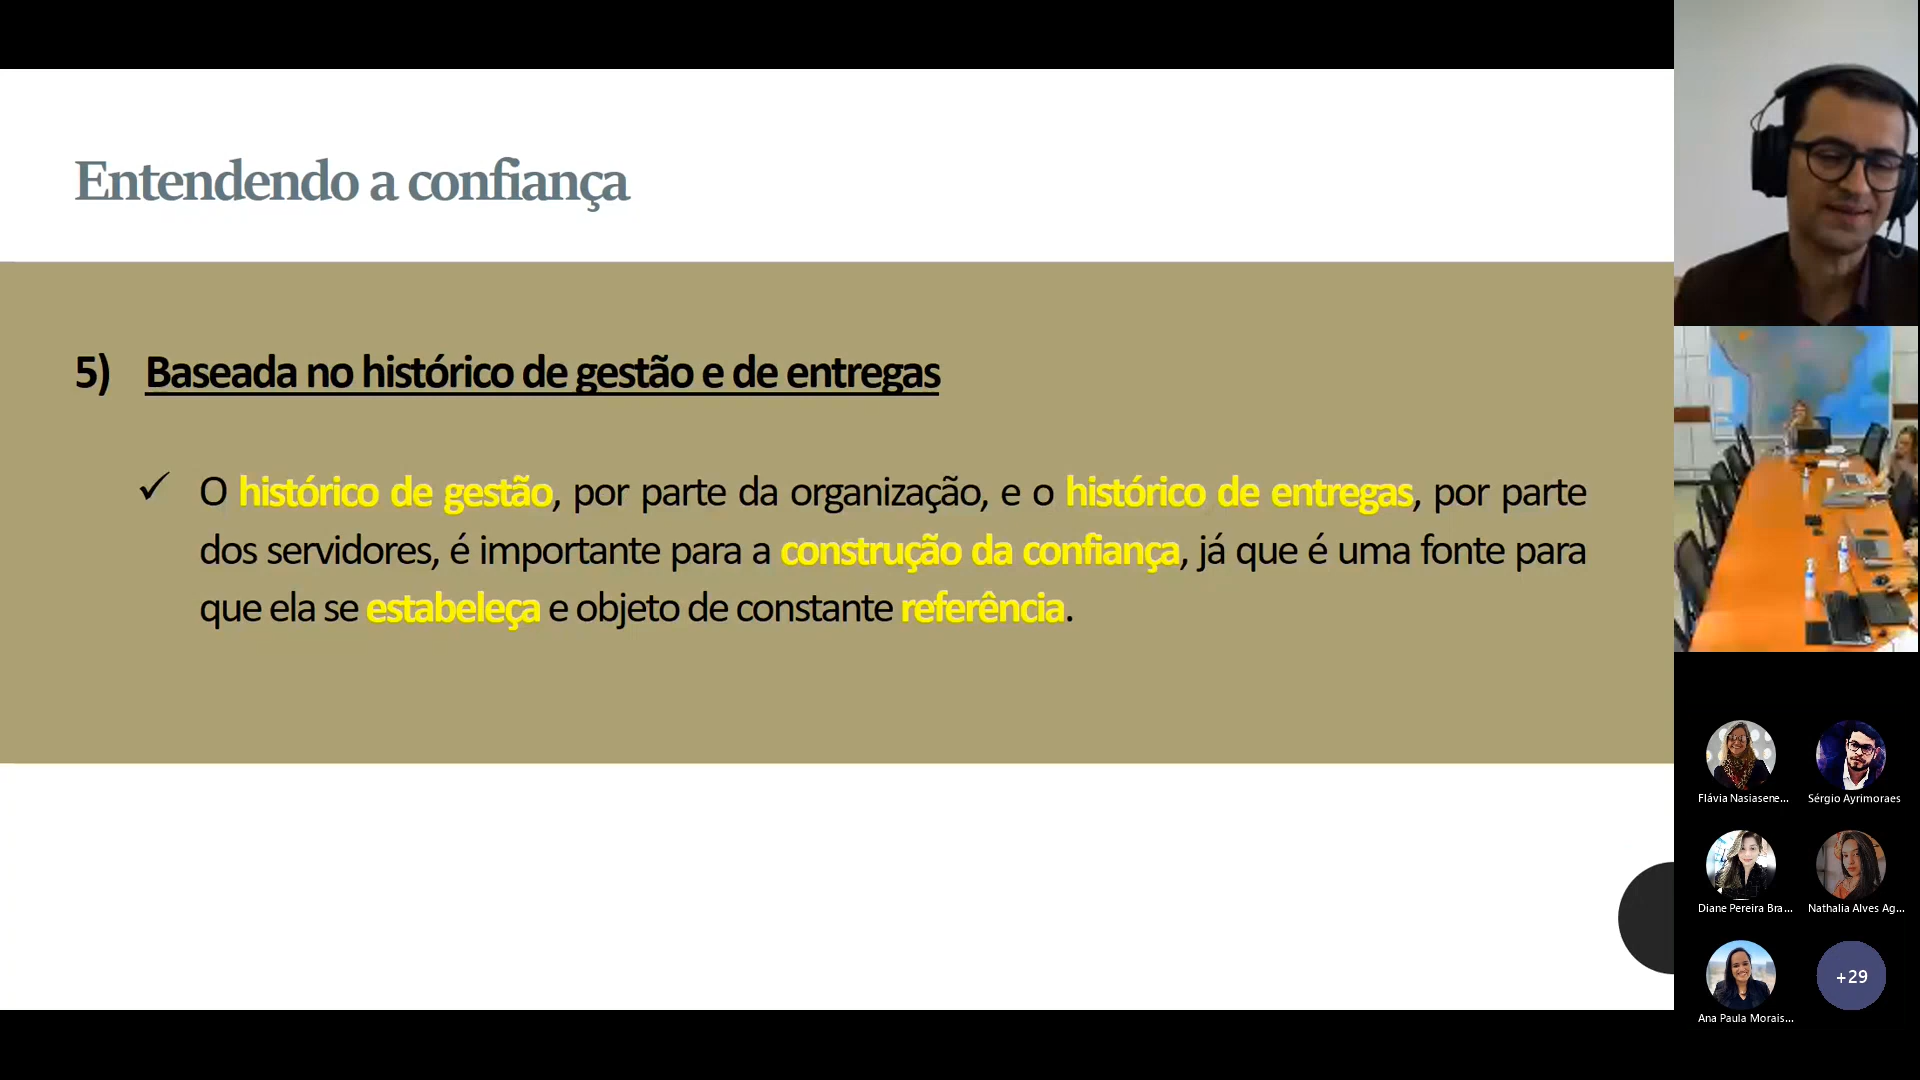 Entendendo a confiança
5) Baseada no histórico de gestão e de entregas
✓ O histórico de gestão, por parte da organização, e o histórico de entregas, por parte
dos servidores, é importante para a construção da confiança, já que é uma fonte para
que ela se estabeleça e objeto de constante referência.
Flávia Nasiasene...
Sérgio Ayrimoraes
Diane Pereira Bra...
Nathalia Alves Ag...
Ana Paula Morais...
+29